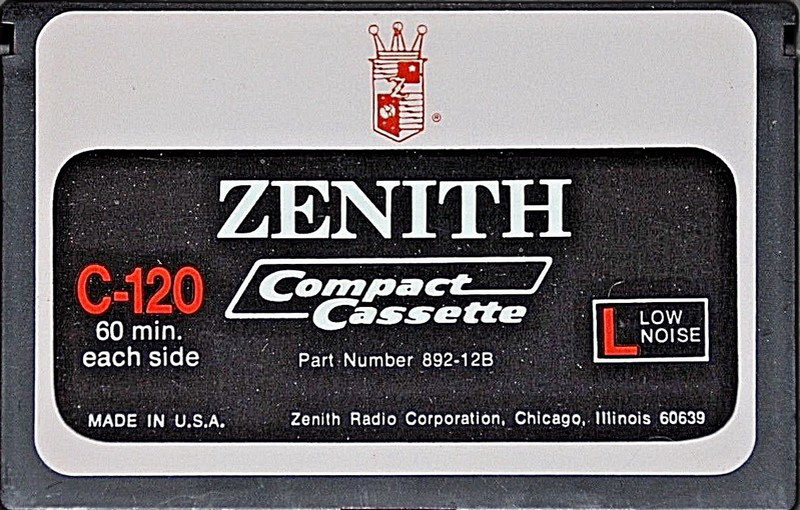 Z
®
ZENITH
Compact
Cassette
C-120
60 min.
each side
L LOW
NOISE
Part Number 892-12B
MADE IN U.S.A. Zenith Radio Corporation, Chicago, Illinois 60639